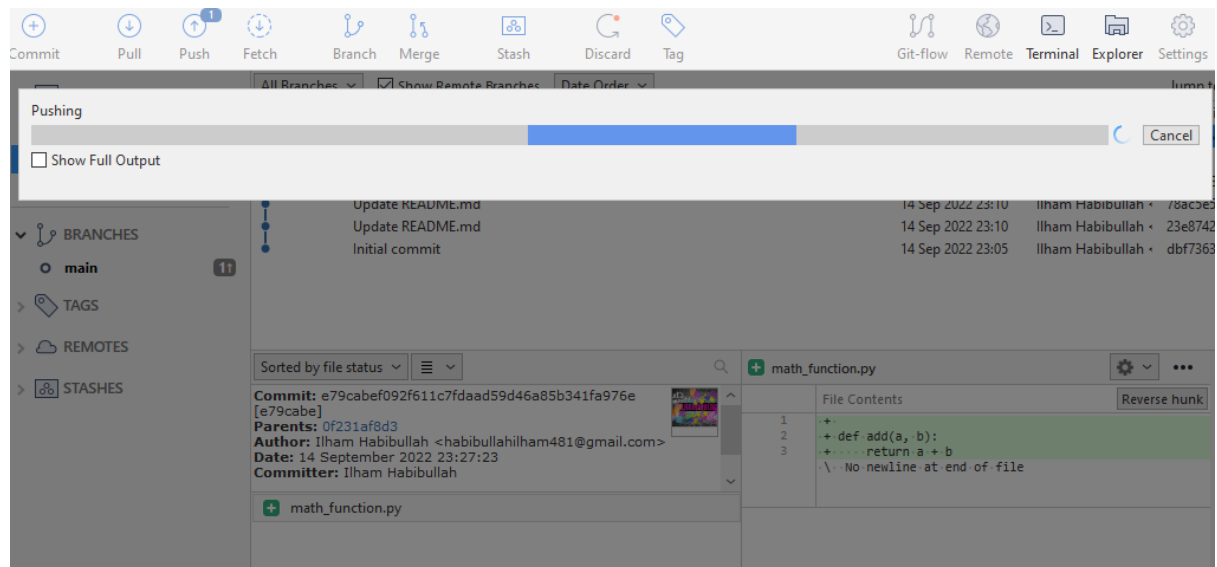 1
Commit Pull Push Fetch Branch Merge Stash Discard Tag Git-flow Remote Terminal Explorer Settings
All Branches Show Remote Branches Date Order Jump to
Pushing
Cancel
Show Full Output
Update README.md 14 Sep 2022 23:10 Ilham Habibullah < 78ac5e5
Update README.md 14 Sep 2022 23:10 Ilham Habibullah < 23e8742
Initial commit 14 Sep 2022 23:05 Ilham Habibullah < dbf7363
BRANCHES
main 1↑
TAGS
REMOTES
STASHES
Sorted by file status
Commit: e79cabef092f611c7fdaad59d46a85b341fa976e
[e79cabe]
Parents: 0f231af8d3
Author: Ilham Habibullah <habibullahilham481@gmail.com>
Date: 14 September 2022 23:27:23
Committer: Ilham Habibullah
math_function.py
math_function.py
File Contents Reverse hunk
1 +
2 + def add(a, b):
3 + return a + b
\ No newline at end of file